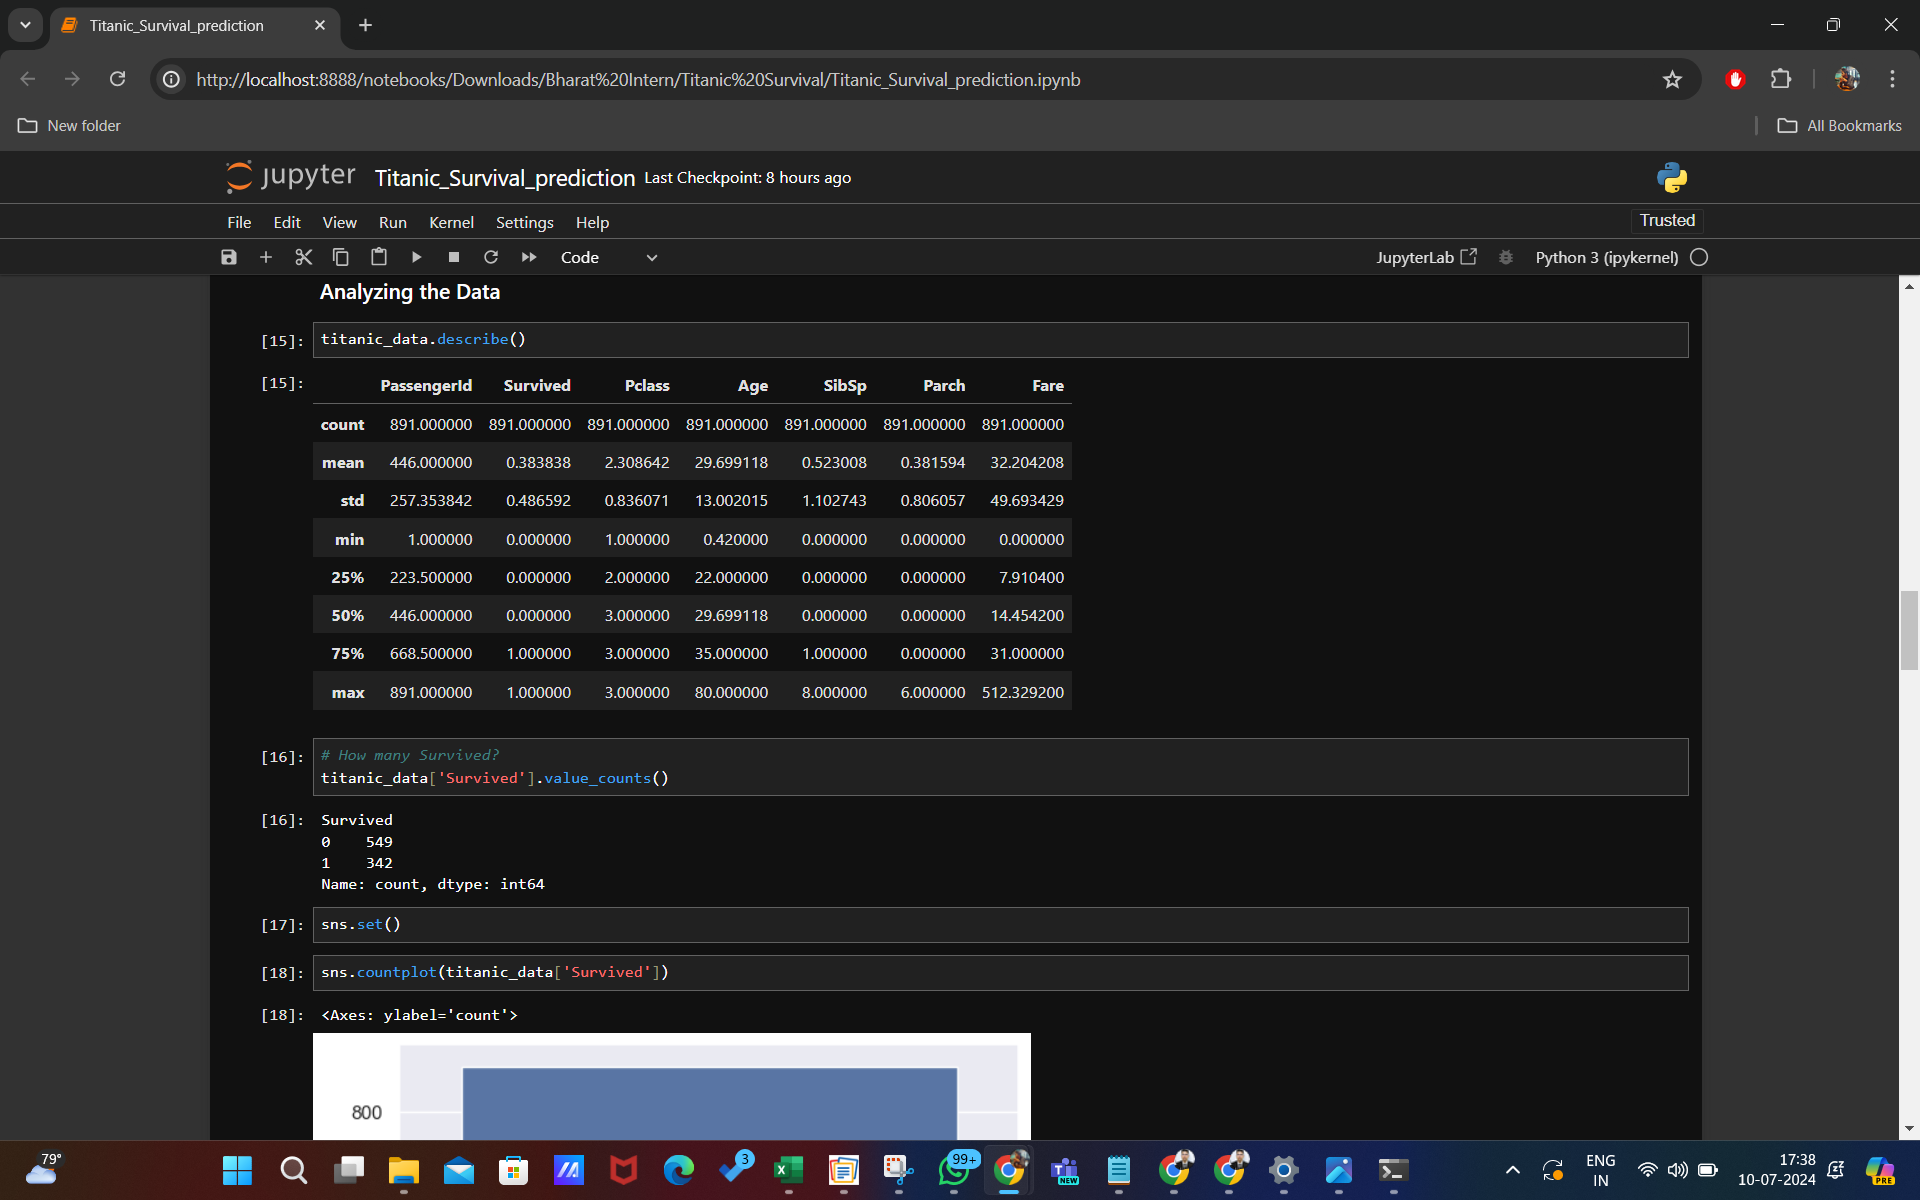 Titanic_Survival_prediction
http://localhost:8888/notebooks/Downloads/Bharat%20Intern/Titanic%20Survival/Titanic_Survival_prediction.ipynb
New folder
All Bookmarks
jupyter Titanic_Survival_prediction Last Checkpoint: 8 hours ago
File Edit View Run Kernel Settings Help
Trusted
Code
JupyterLab
Python 3 (ipykernel)
Analyzing the Data
[15]: titanic_data.describe()
[15]: PassengerId Survived Pclass Age SibSp Parch Fare
count 891.000000 891.000000 891.000000 891.000000 891.000000 891.000000 891.000000
mean 446.000000 0.383838 2.308642 29.699118 0.523008 0.381594 32.204208
std 257.353842 0.486592 0.836071 13.002015 1.102743 0.806057 49.693429
min 1.000000 0.000000 1.000000 0.420000 0.000000 0.000000 0.000000
25% 223.500000 0.000000 2.000000 22.000000 0.000000 0.000000 7.910400
50% 446.000000 0.000000 3.000000 29.699118 0.000000 0.000000 14.454200
75% 668.500000 1.000000 3.000000 35.000000 1.000000 0.000000 31.000000
max 891.000000 1.000000 3.000000 80.000000 8.000000 6.000000 512.329200
[16]: # How many Survived?
titanic_data['Survived'].value_counts()
[16]: Survived
0 549
1 342
Name: count, dtype: int64
[17]: sns.set()
[18]: sns.countplot(titanic_data['Survived'])
[18]: <Axes: ylabel='count'>
800
79°
3
99+
NEW
ENG
IN
17:38
10-07-2024
PRE